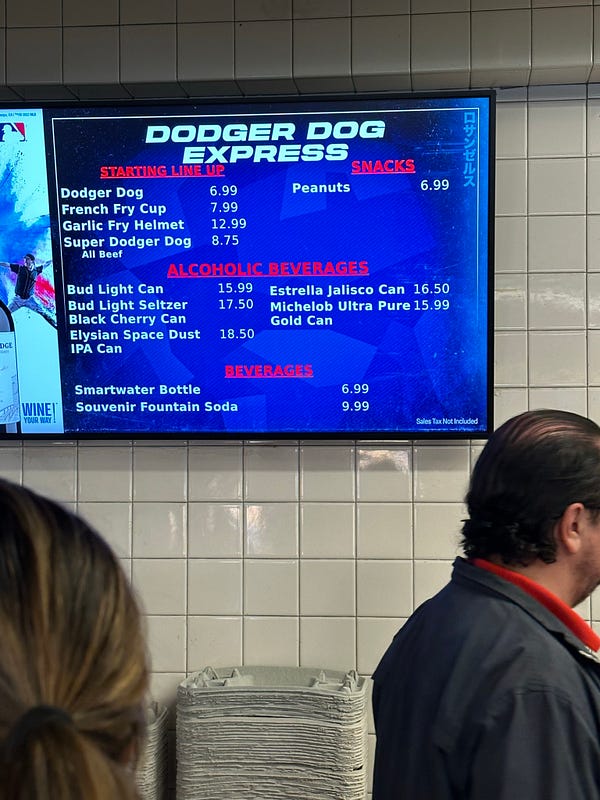 DODGER DOG
EXPRESS
STARTING LINE UP
Dodger Dog 6.99
French Fry Cup 7.99
Garlic Fry Helmet 12.99
Super Dodger Dog 8.75
All Beef
SNACKS
Peanuts 6.99
ALCOHOLIC BEVERAGES
Bud Light Can 15.99
Bud Light Seltzer 17.50
Black Cherry Can
Elysian Space Dust 18.50
IPA Can
Estrella Jalisco Can 16.50
Michelob Ultra Pure 15.99
Gold Can
BEVERAGES
Smartwater Bottle 6.99
Souvenir Fountain Soda 9.99
Sales Tax Not Included
ロサンゼルス
WINE!
YOUR WAY